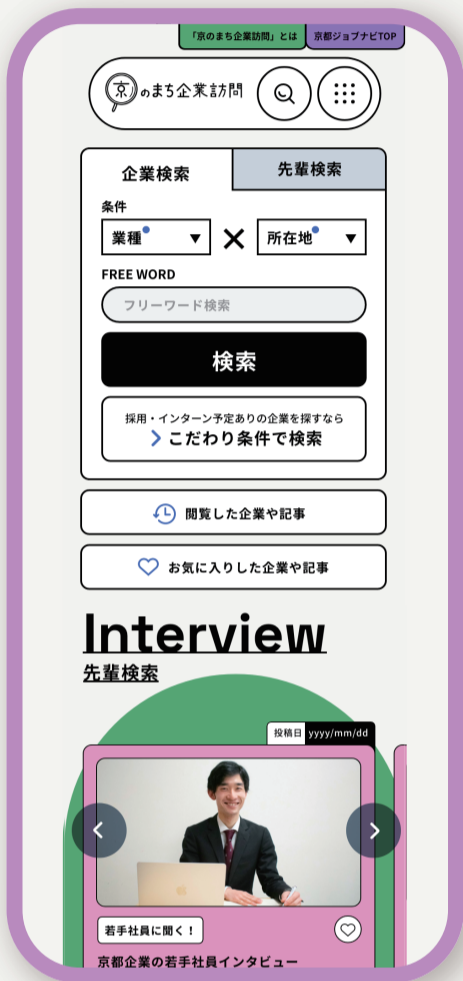 「京のまち企業訪問」とは
京都ジョブナビTOP
京のまち企業訪問
企業検索
先輩検索
条件
業種 ▼
×
所在地 ▼
FREE WORD
フリーワード検索
検索
採用・インターン予定ありの企業を探すなら
こだわり条件で検索
閲覧した企業や記事
お気に入りした企業や記事
Interview
先輩検索
投稿日 yyyy/mm/dd
若手社員に聞く！
京都企業の若手社員インタビュー